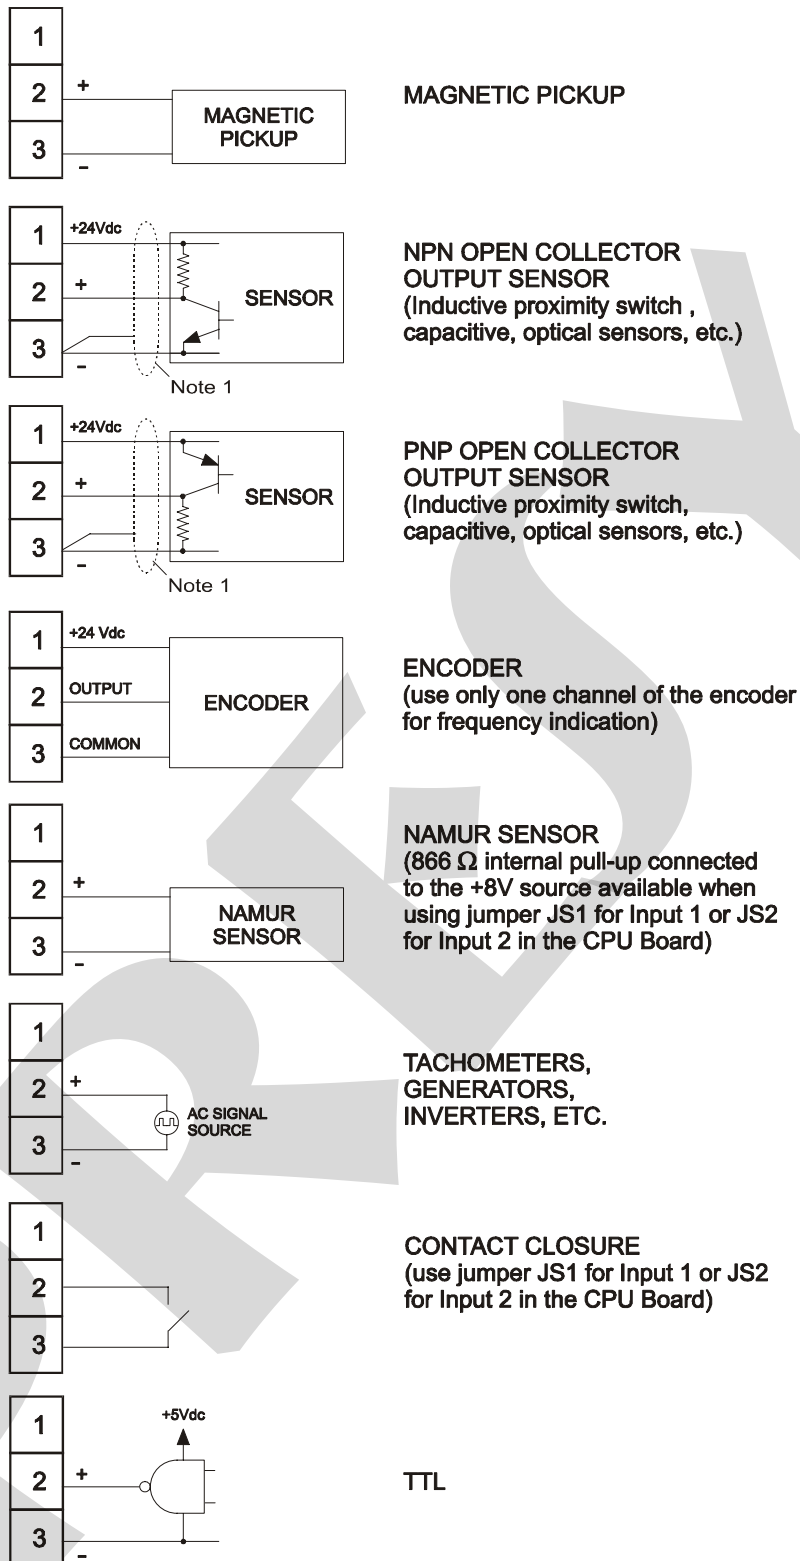 1
2
3
+
-
MAGNETIC
PICKUP
MAGNETIC PICKUP
1
2
3
+24Vdc
+
-
SENSOR
Note 1
NPN OPEN COLLECTOR
OUTPUT SENSOR
(Inductive proximity switch ,
capacitive, optical sensors, etc.)
1
2
3
+24Vdc
+
-
SENSOR
Note 1
PNP OPEN COLLECTOR
OUTPUT SENSOR
(Inductive proximity switch,
capacitive, optical sensors, etc.)
1
2
3
+24 Vdc
OUTPUT
COMMON
ENCODER
ENCODER
(use only one channel of the encoder
for frequency indication)
1
2
3
+
-
NAMUR
SENSOR
NAMUR SENSOR
(866 Ω internal pull-up connected
to the +8V source available when
using jumper JS1 for Input 1 or JS2
for Input 2 in the CPU Board)
1
2
3
+
-
AC SIGNAL
SOURCE
TACHOMETERS,
GENERATORS,
INVERTERS, ETC.
1
2
3
CONTACT CLOSURE
(use jumper JS1 for Input 1 or JS2
for Input 2 in the CPU Board)
1
2
3
+5Vdc
+
-
TTL